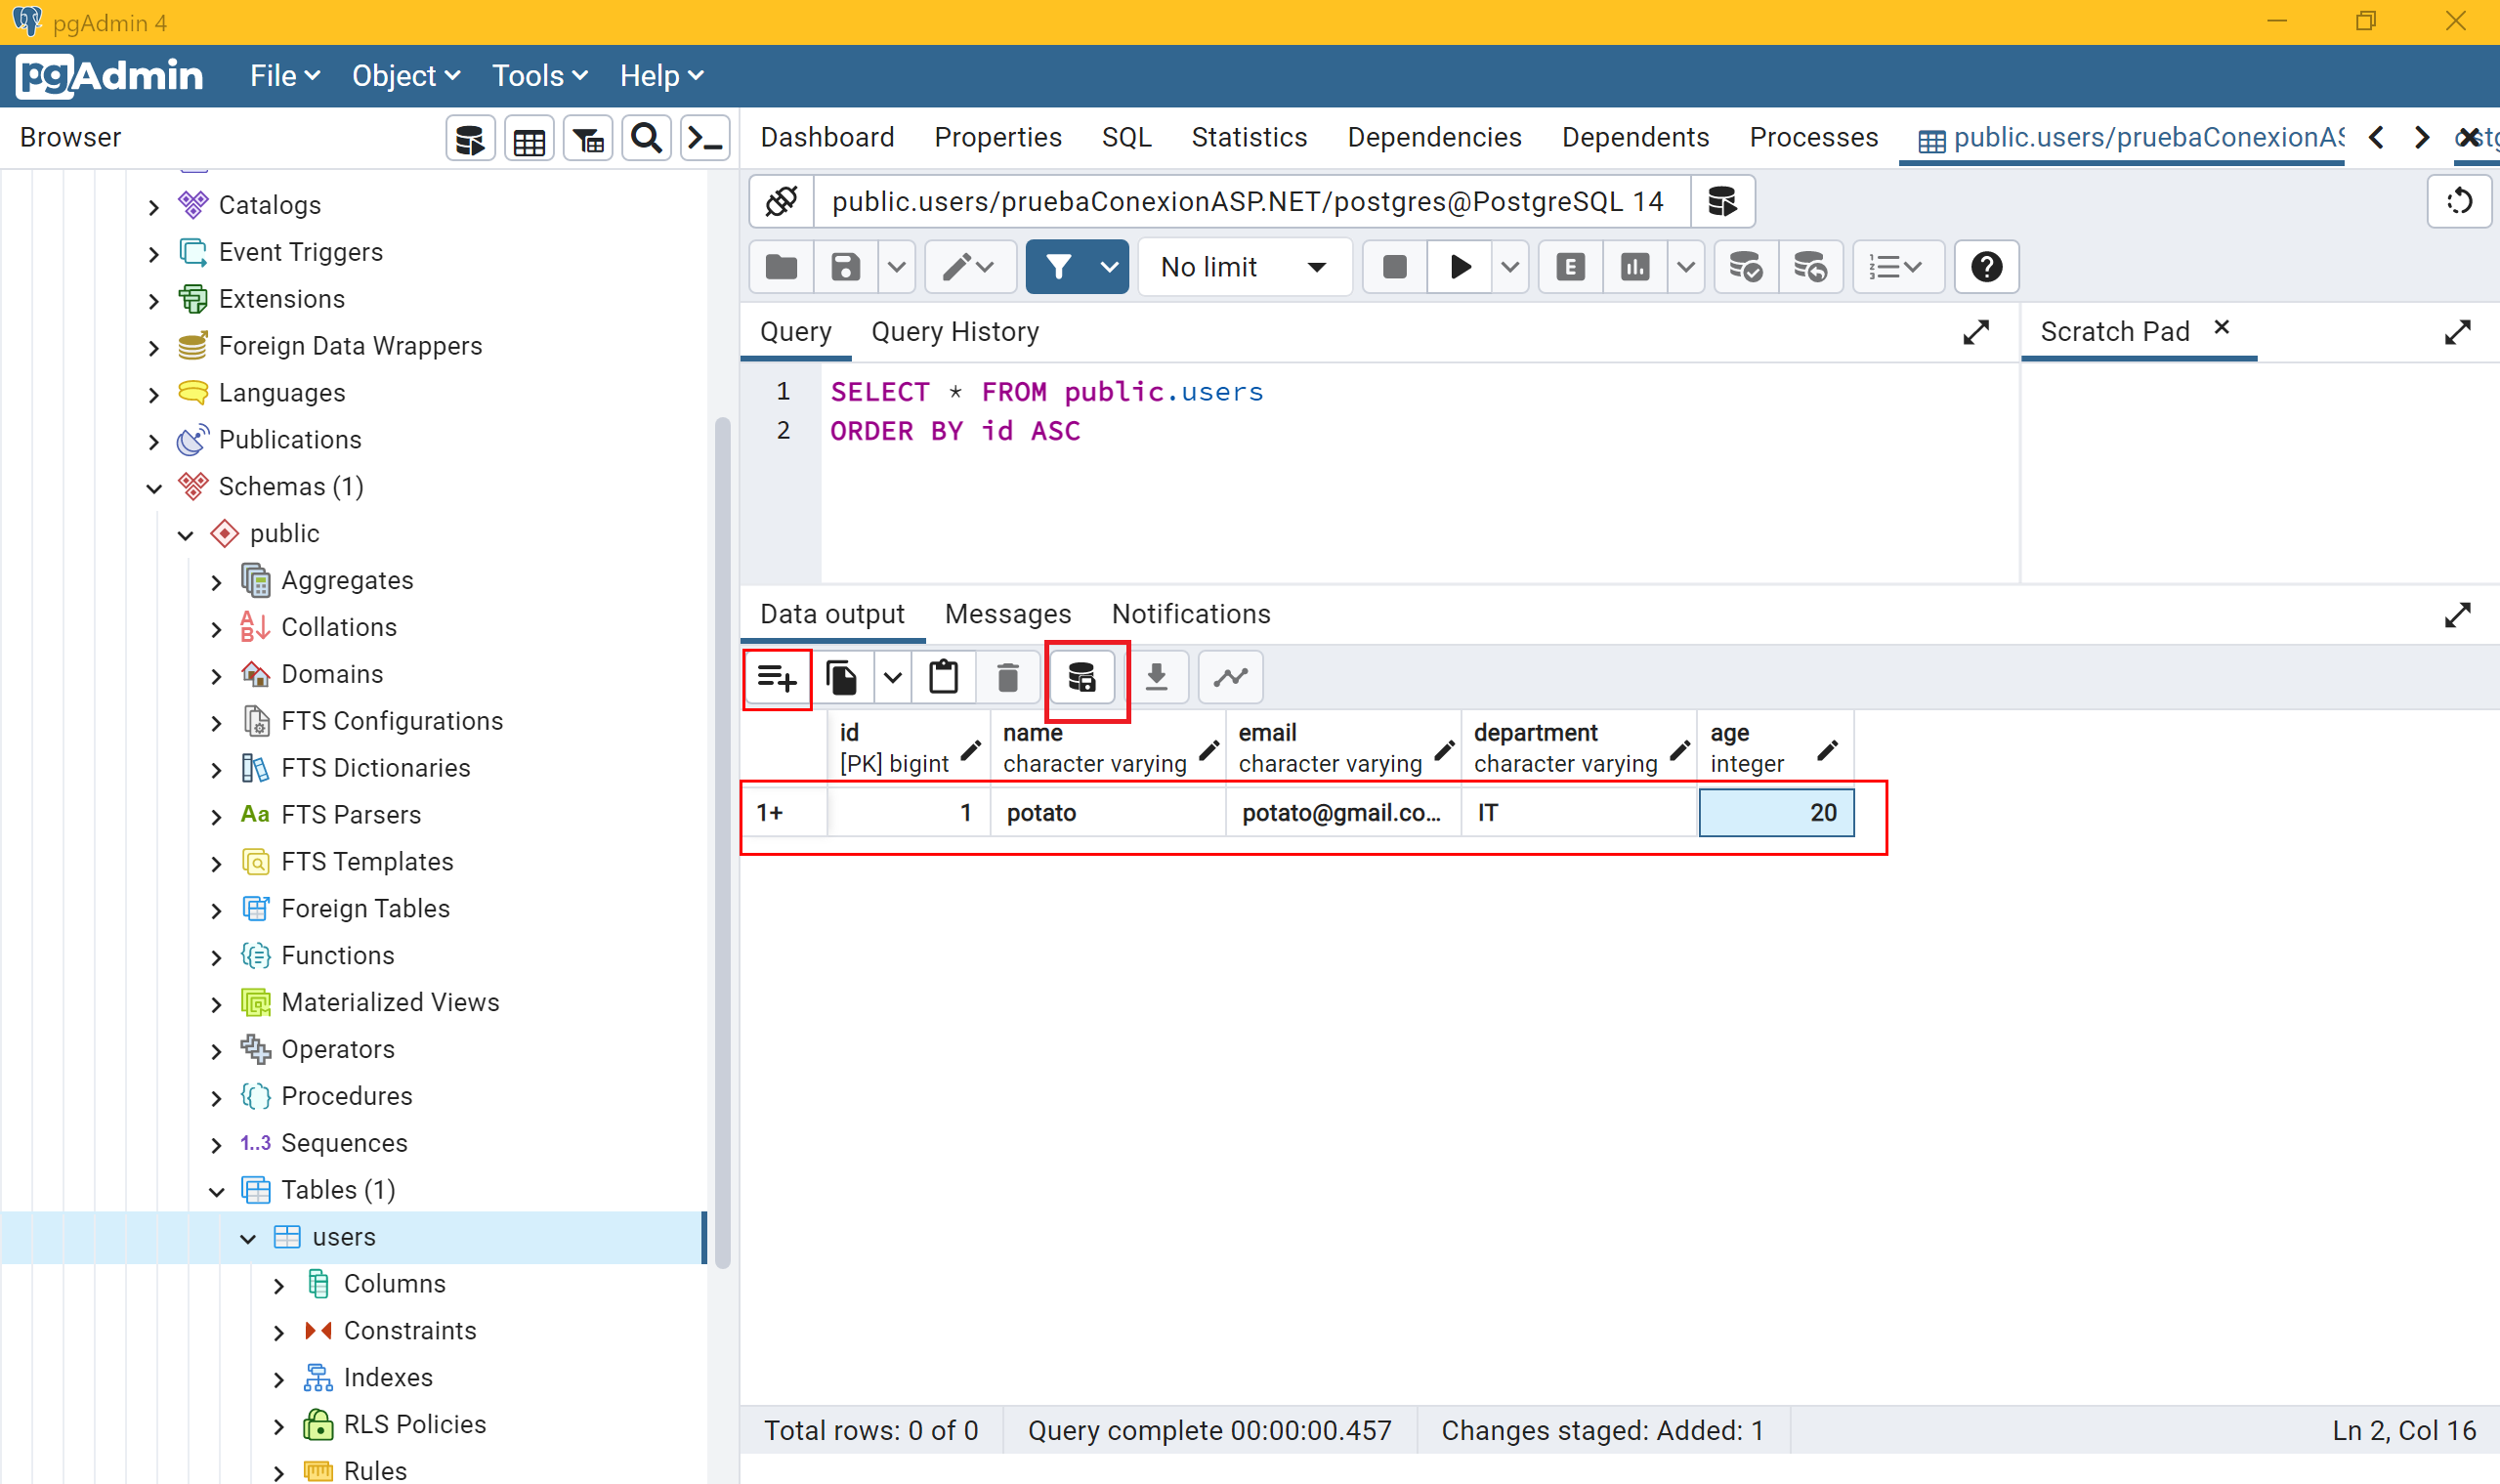 pgAdmin 4
pgAdmin File Object Tools Help
Browser
Dashboard Properties SQL Statistics Dependencies Dependents Processes public.users/pruebaConexionAS
public.users/pruebaConexionASP.NET/postgres@PostgreSQL 14
No limit
E
Query Query History
Scratch Pad
1 SELECT * FROM public.users
2 ORDER BY id ASC
Data output Messages Notifications
id name email department age
[PK] bigint character varying character varying character varying integer
1+ 1 potato potato@gmail.co... IT 20
Catalogs
Event Triggers
Extensions
Foreign Data Wrappers
Languages
Publications
Schemas (1)
public
Aggregates
Collations
Domains
FTS Configurations
FTS Dictionaries
Aa FTS Parsers
FTS Templates
Foreign Tables
Functions
Materialized Views
Operators
Procedures
1..3 Sequences
Tables (1)
users
Columns
Constraints
Indexes
RLS Policies
Rules
Total rows: 0 of 0 Query complete 00:00:00.457 Changes staged: Added: 1 Ln 2, Col 16